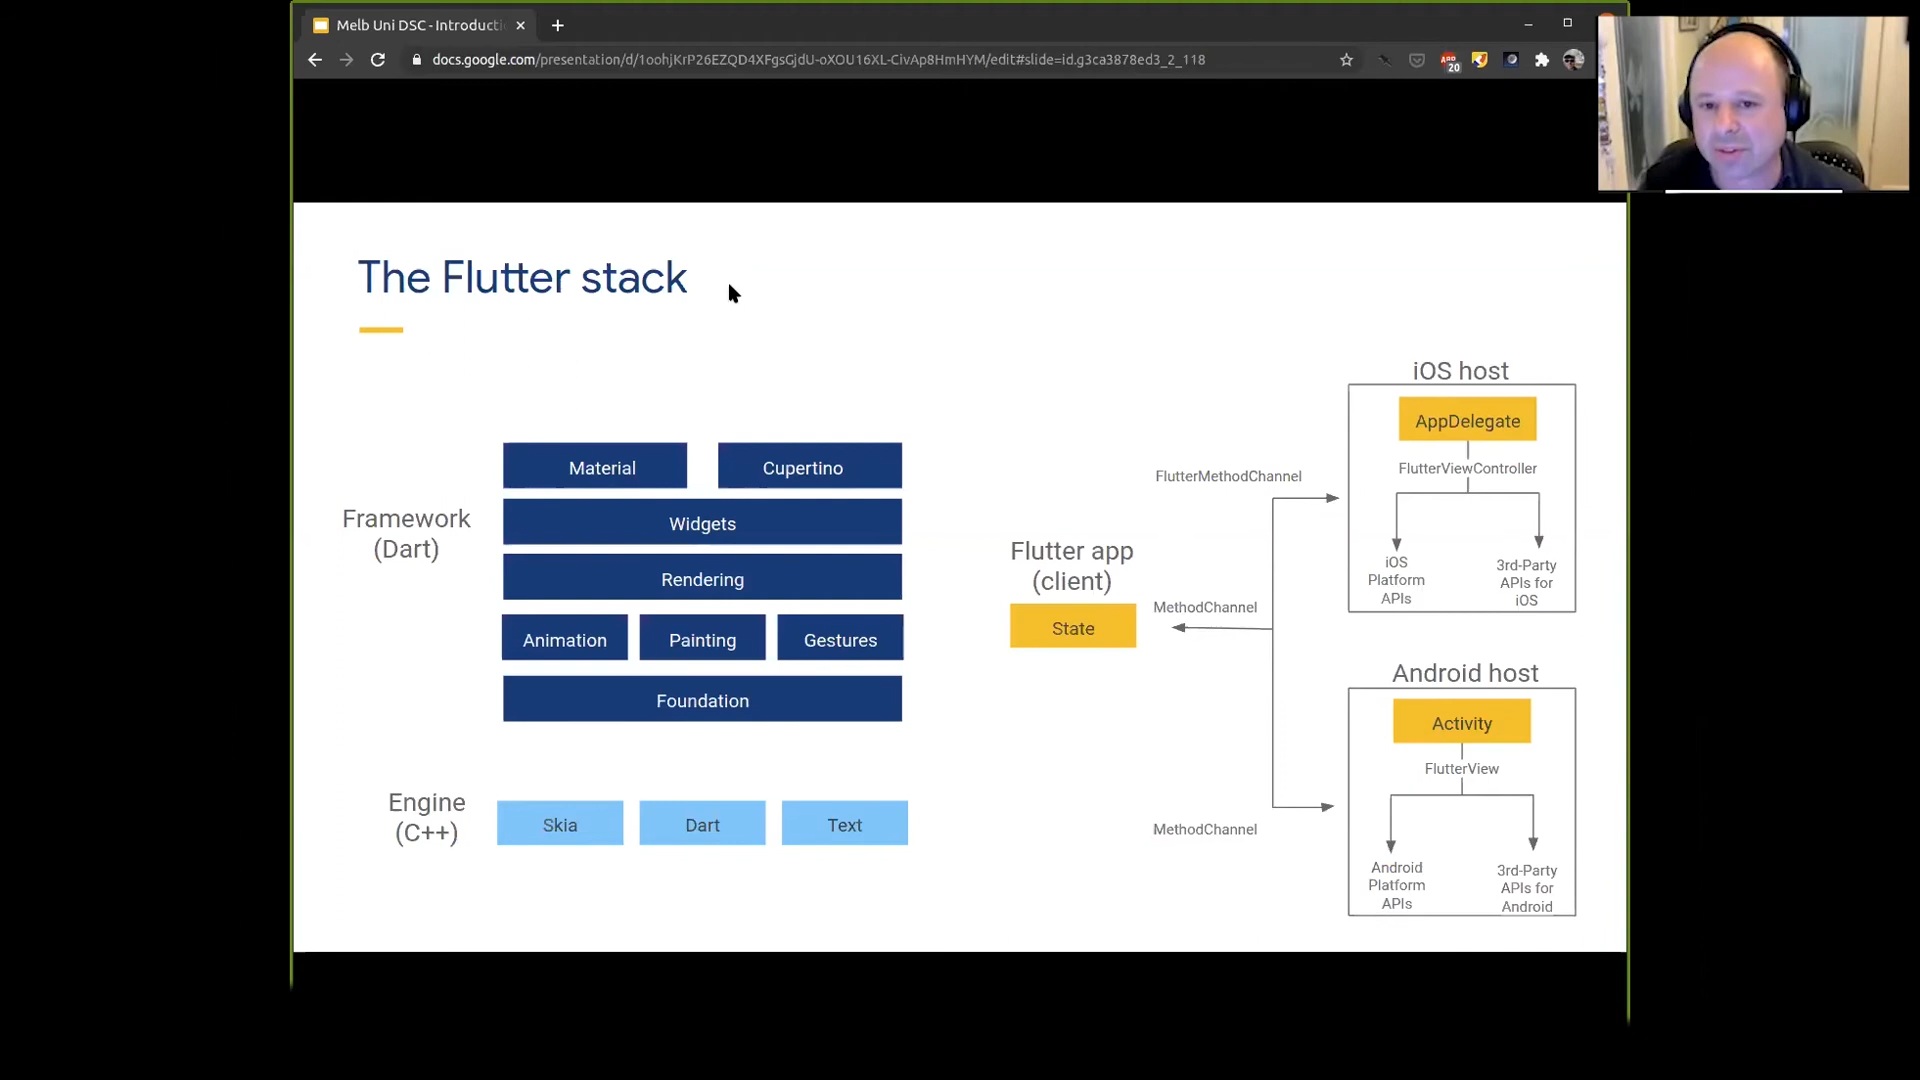 Melb Uni DSC - Introducti
docs.google.com/presentation/d/1oohjKrP26EZQD4XFgsGjdU-oXOU16XL-CivAp8HmHYM/edit#slide=id.g3ca3878ed3_2_118
20
The Flutter stack
Framework
(Dart)
Material
Cupertino
Widgets
Rendering
Animation
Painting
Gestures
Foundation
Engine
(C++)
Skia
Dart
Text
Flutter app
(client)
State
FlutterMethodChannel
MethodChannel
MethodChannel
iOS host
AppDelegate
FlutterViewController
iOS
Platform
APIs
3rd-Party
APIs for
iOS
Android host
Activity
FlutterView
Android
Platform
APIs
3rd-Party
APIs for
Android